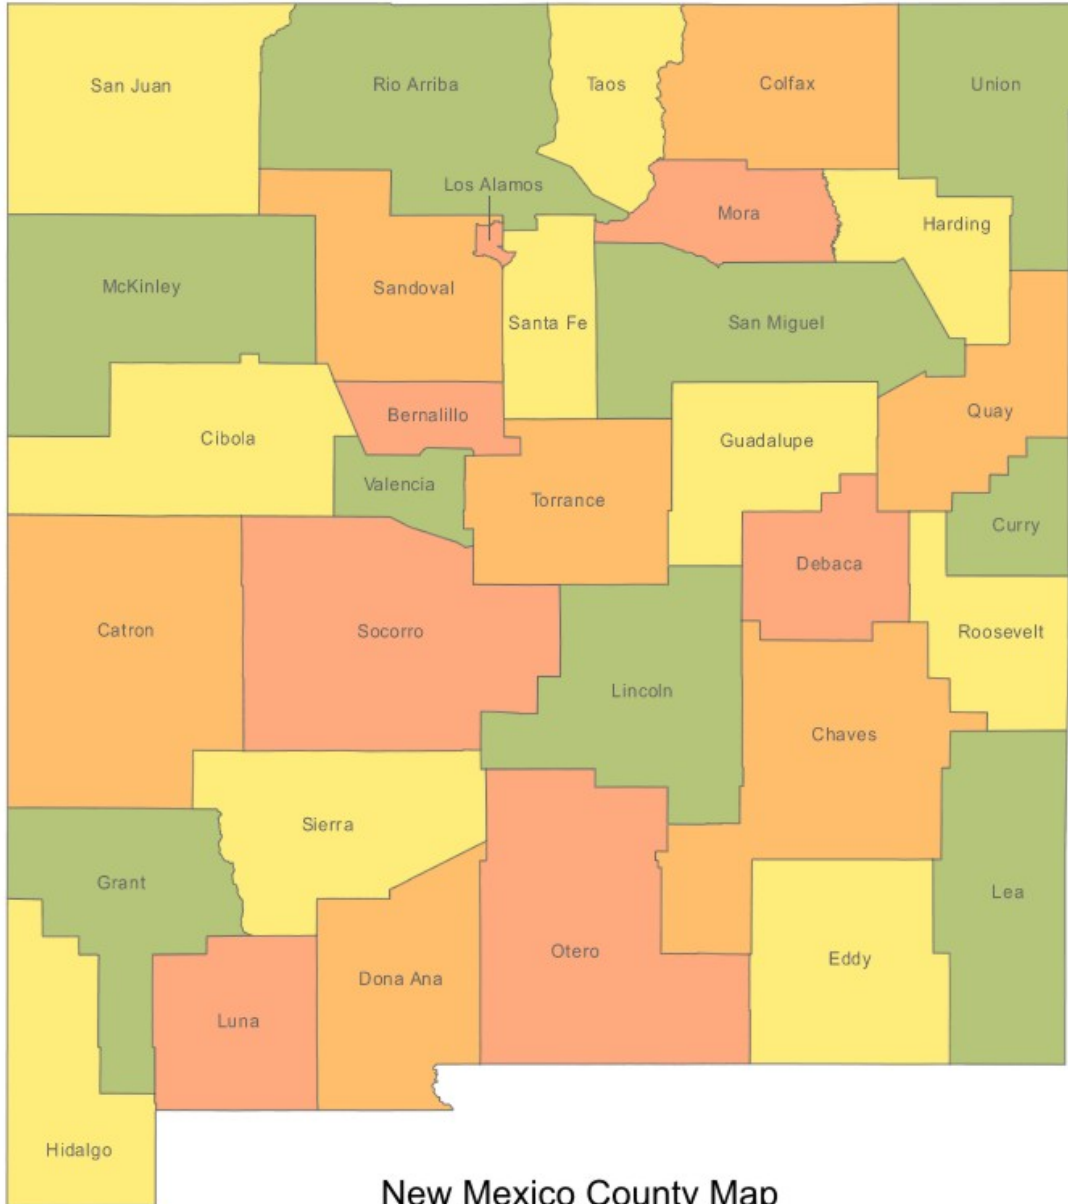 San Juan
Rio Arriba
Taos
Colfax
Union
Los Alamos
Mora
Harding
McKinley
Sandoval
Santa Fe
San Miguel
Quay
Bernalillo
Cibola
Guadalupe
Valencia
Torrance
Curry
Debaca
Catron
Socorro
Roosevelt
Lincoln
Chaves
Sierra
Grant
Lea
Otero
Eddy
Dona Ana
Luna
Hidalgo
New Mexico County Map